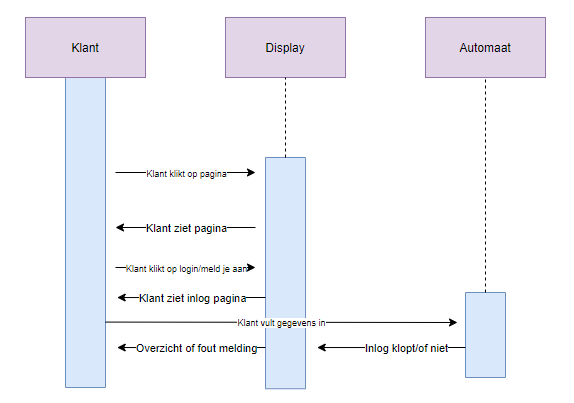 Klant
Display
Automaat
Klant klikt op pagina
Klant ziet pagina
Klant klikt op login/meld je aan
Klant ziet inlog pagina
Klant vult gegevens in
Overzicht of fout melding
Inlog klopt/of niet